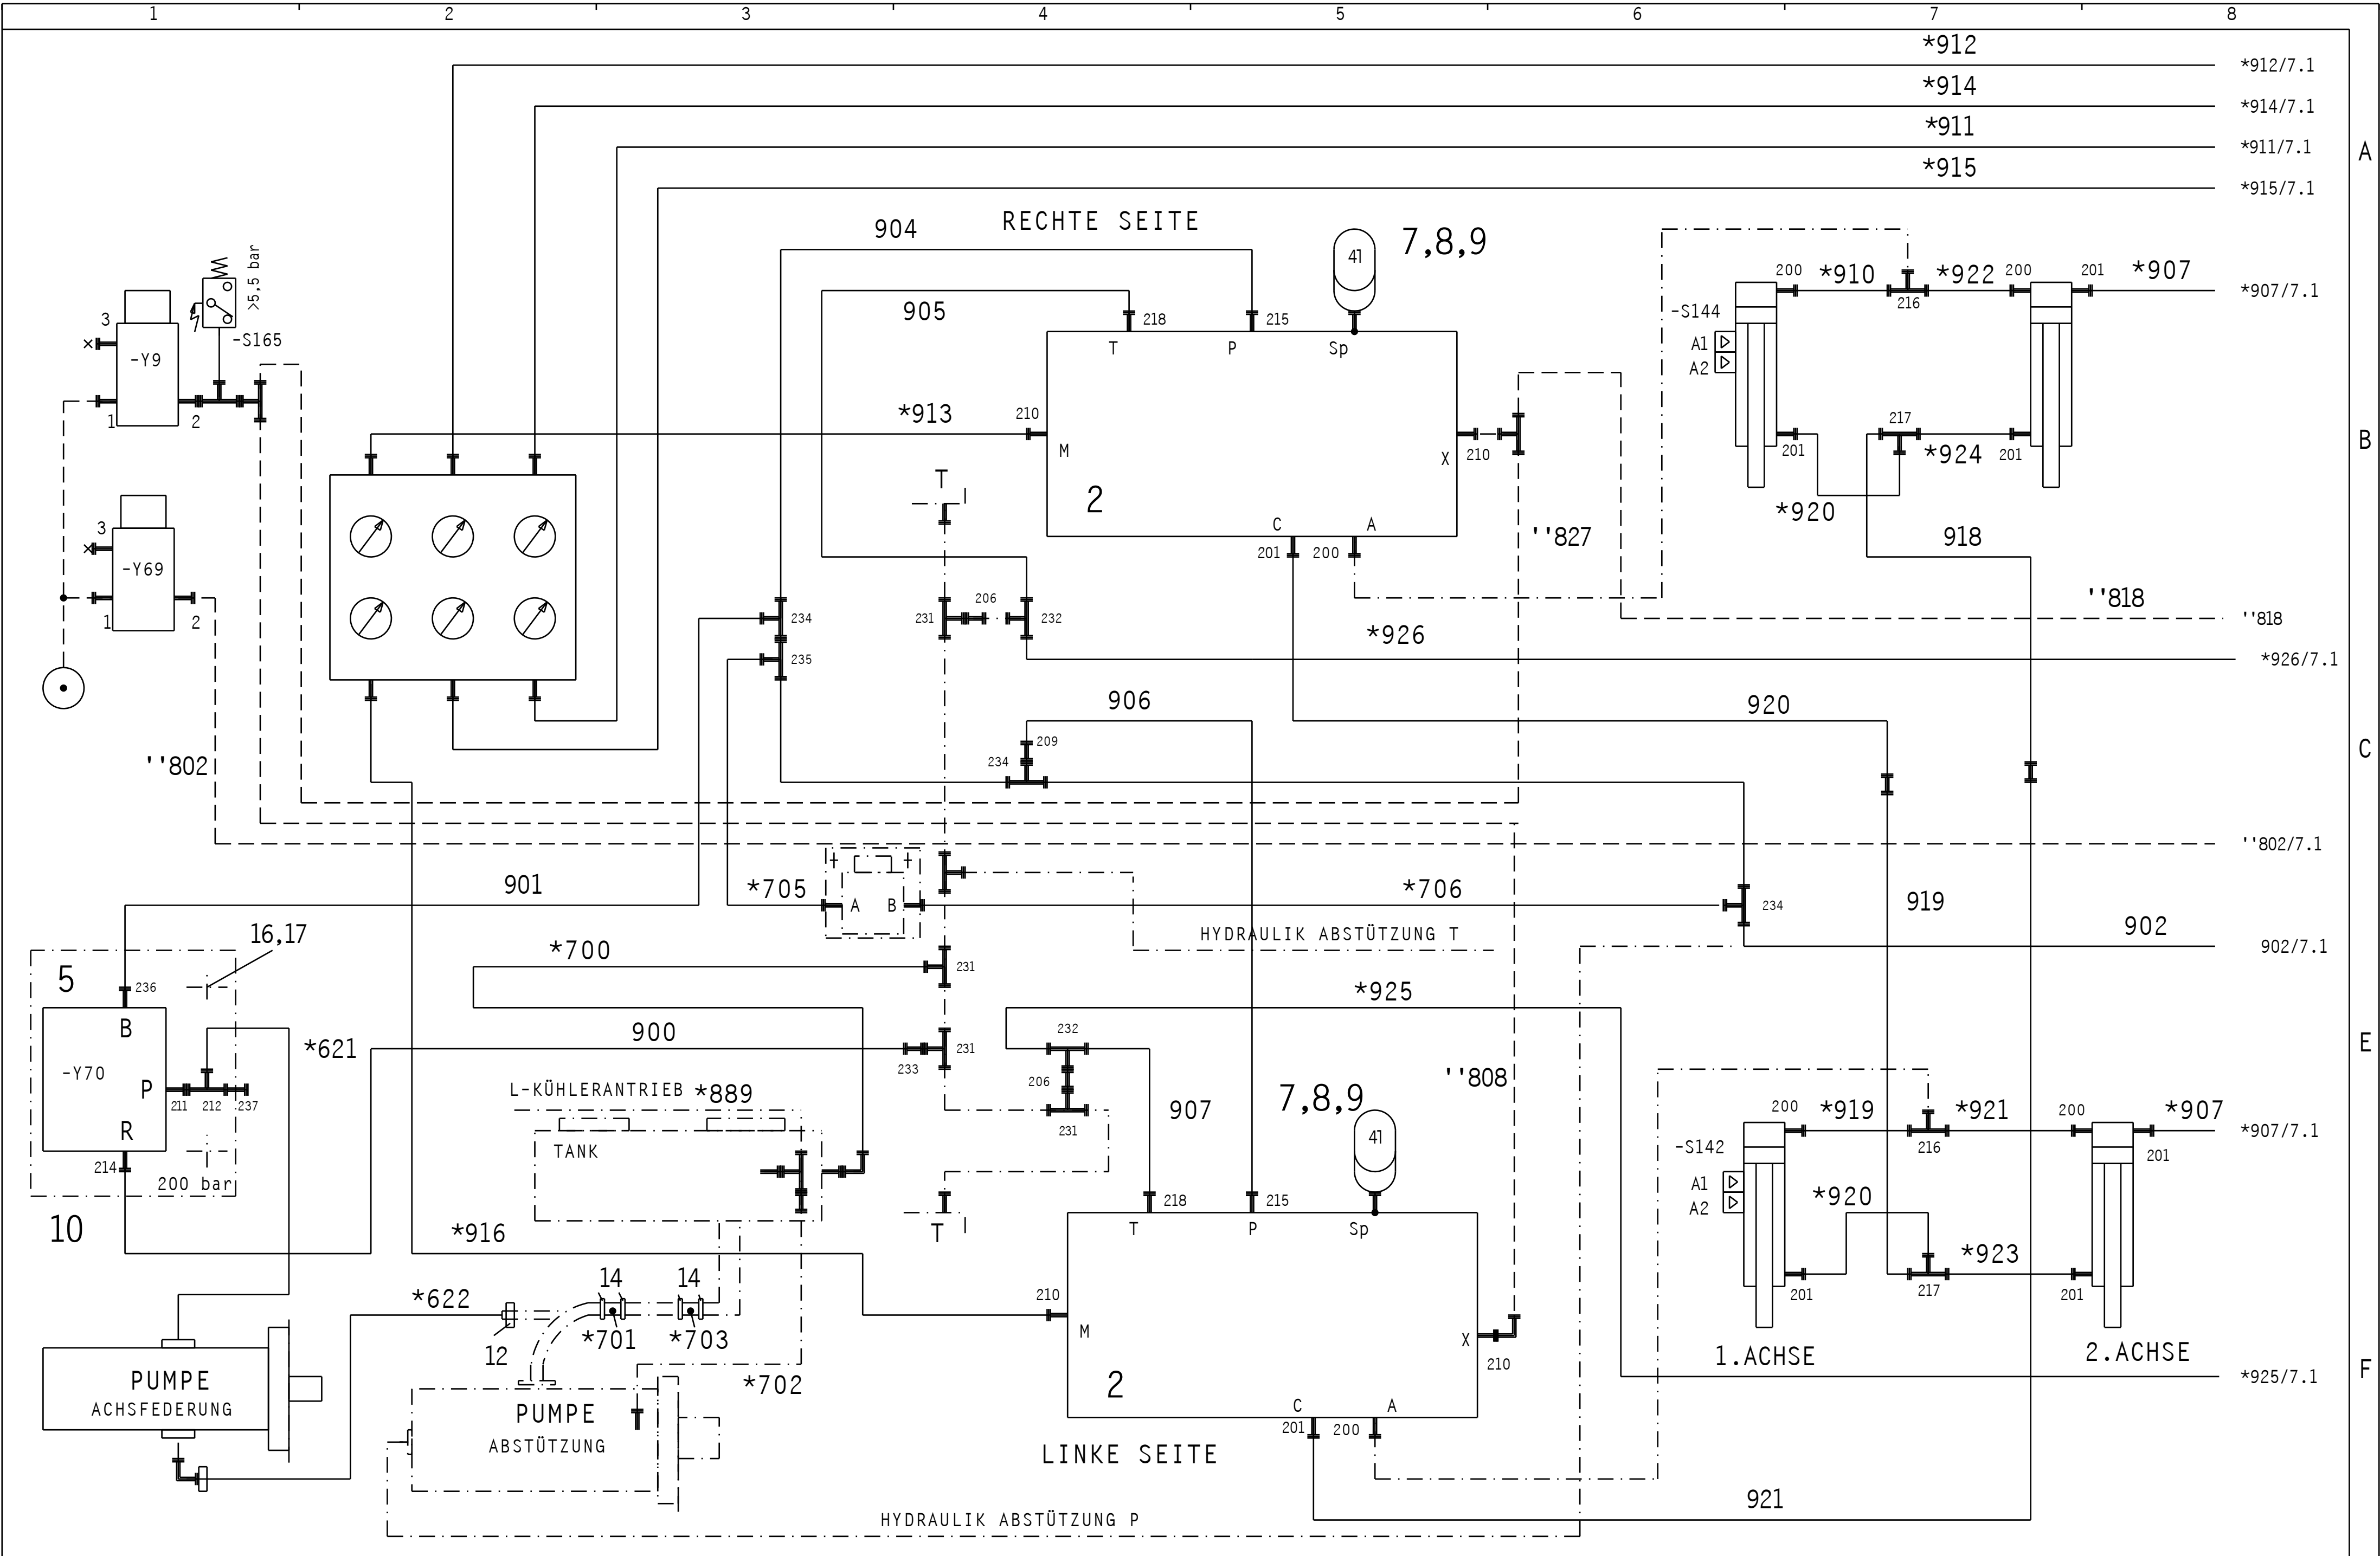 1 2 3 4 5 6 7 8
*912
*912/7.1
*914
*914/7.1
*911
*911/7.1
A
*915
*915/7.1
RECHTE SEITE
904
7,8,9
41
>5,5 bar
200 *910 *922 200 201 *907
*907/7.1
905
216
3
218
215
-S144
-S165
T P Sp
A1
-Y9
A2
*913
210
217
1 2
M
X 210
201
*924
201
B
T
2
*920
3
C A
''827
918
201 200
-Y69
''818
206
''818
1 2
234
231
232
*926
235
*926/7.1
906
920
209
C
''802
234
''802/7.1
901
*705
A B
*706
234
919
16,17
HYDRAULIK ABSTÜTZUNG T
902
902/7.1
*700
231
5
236
*925
B
*621
900
232
E
231
-Y70
233
L-KÜHLERANTRIEB *889
206
''808
P
211 212 237
907
7,8,9
200 *919 *921 200 *907
*907/7.1
R
231
41
TANK
-S142
216
201
214
200 bar
A1
218
215
*920
A2
10
*916
T
T P Sp
*923
14 14
*622
210
201
217
201
*701 *703
M
X
12
210
1.ACHSE
2.ACHSE
PUMPE
*702
2
F
*925/7.1
ACHSFEDERUNG
PUMPE
C A
ABSTÜTZUNG
201 200
LINKE SEITE
921
HYDRAULIK ABSTÜTZUNG P